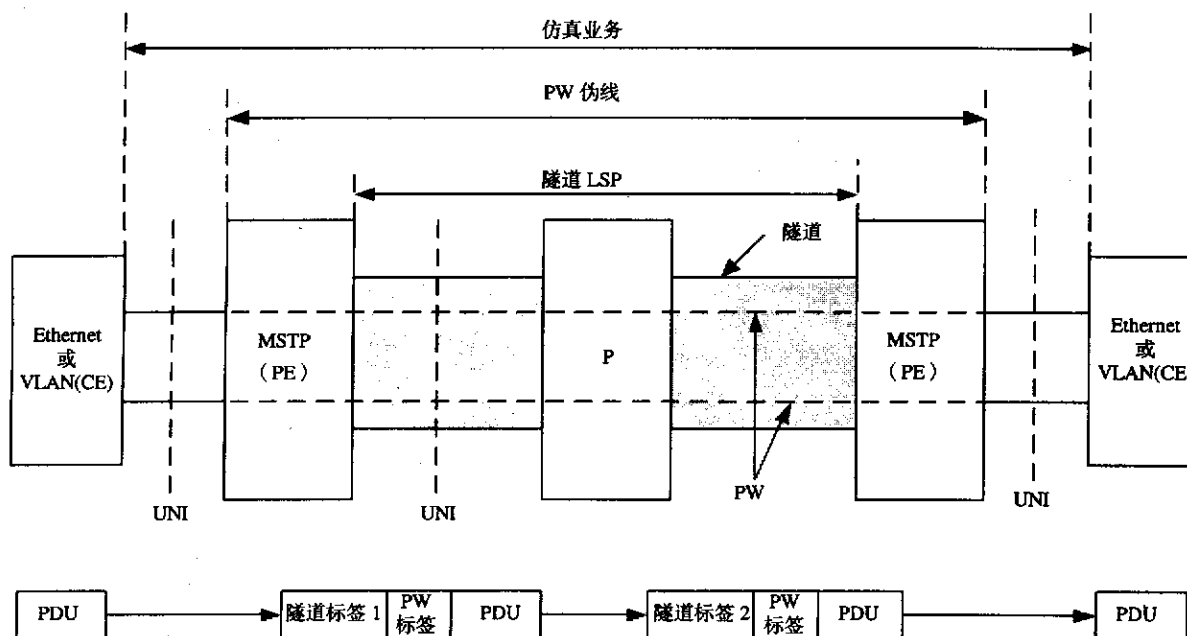 仿真业务
PW 伪线
隧道 LSP
隧道
Ethernet
或
VLAN(CE)
MSTP
（PE）
P
MSTP
（PE）
Ethernet
或
VLAN(CE
UNI
UNI
PW
UNI
PDU
隧道标签 1
PW
标签
PDU
隧道标签 2
PW
标签
PDU
PDU